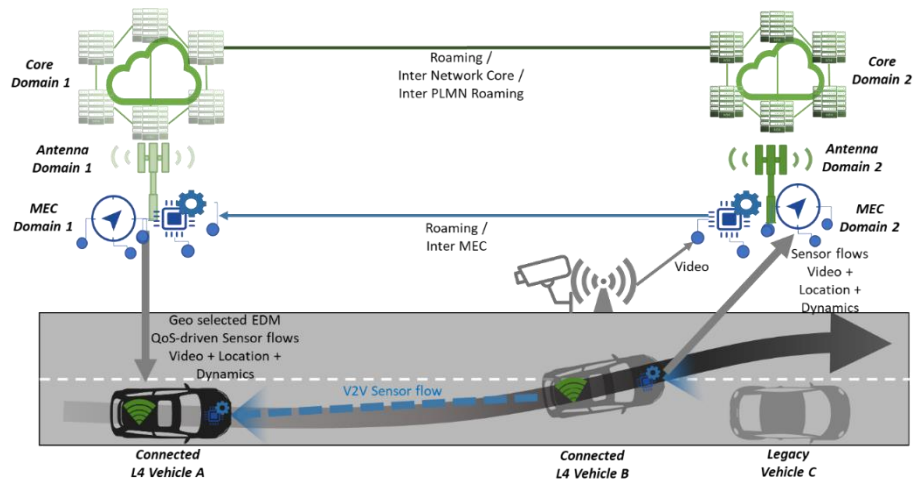 Core
Domain 1
Roaming /
Inter Network Core /
Inter PLMN Roaming
Core
Domain 2
Antenna
Domain 1
Antenna
Domain 2
MEC
Domain 1
Roaming /
Inter MEC
MEC
Domain 2
Video
Sensor flows
Video +
Location +
Dynamics
Geo selected EDM
QoS-driven Sensor flows
Video + Location +
Dynamics
V2V Sensor flow
Connected
L4 Vehicle A
Connected
L4 Vehicle B
Legacy
Vehicle C